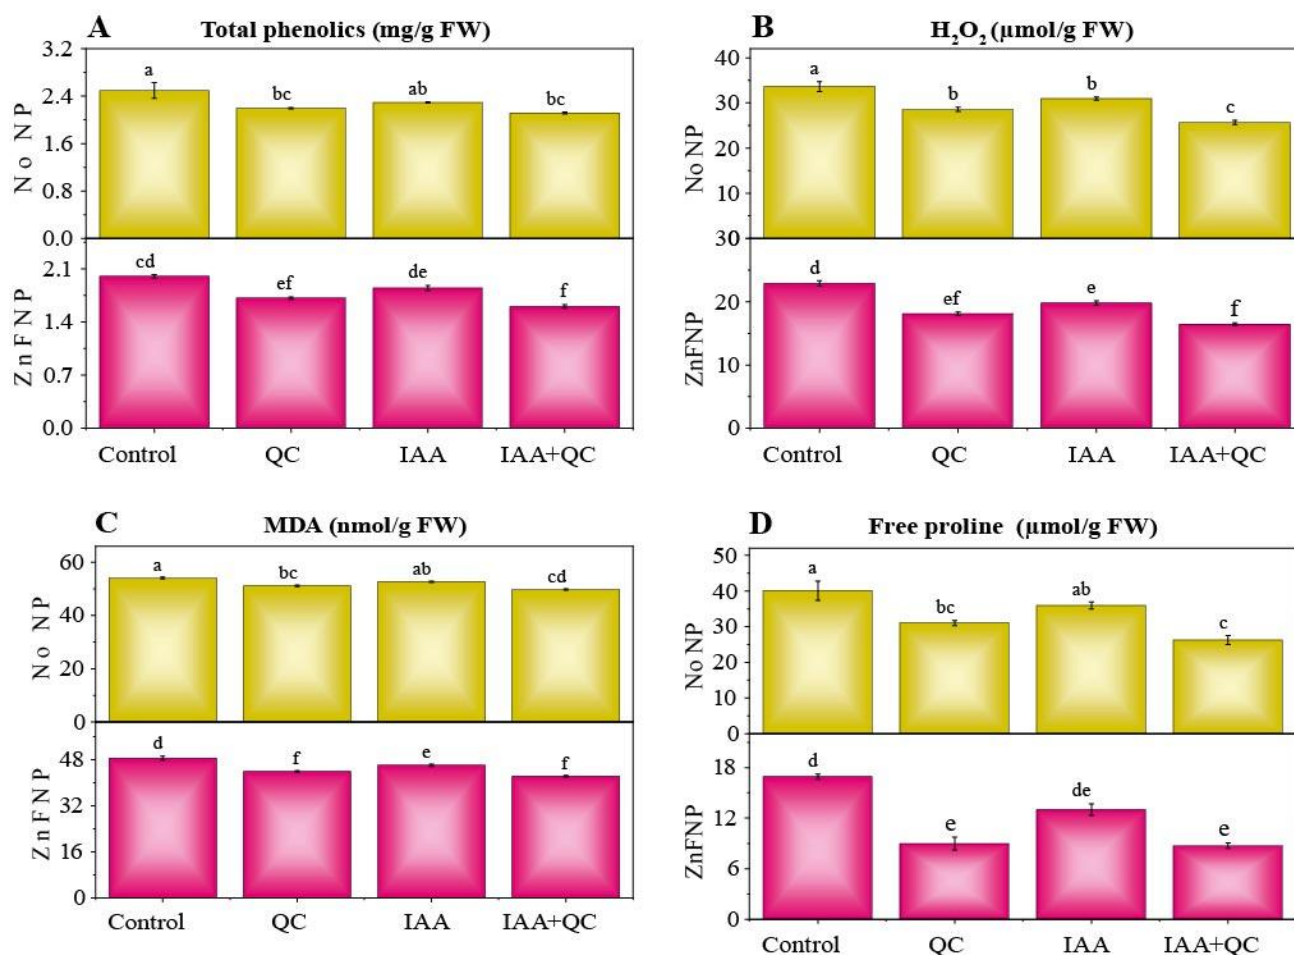 A
Total phenolics (mg/g FW)
3.2
2.4
1.6
0.8
0.0
No NP
a
bc
ab
bc
2.1
1.4
0.7
0.0
ZnFNP
cd
ef
de
f
Control QC IAA IAA+QC
B
H₂O₂ (µmol/g FW)
40
30
20
10
30
No NP
a
b
b
c
20
10
0
ZnFNP
d
ef
e
f
Control QC IAA IAA+QC
C
MDA (nmol/g FW)
60
40
20
0
No NP
a
bc
ab
cd
48
32
16
0
ZnFNP
d
f
e
f
Control QC IAA IAA+QC
D
Free proline (µmol/g FW)
50
40
30
20
10
0
No NP
a
bc
ab
c
18
12
6
0
ZnFNP
d
e
de
e
Control QC IAA IAA+QC